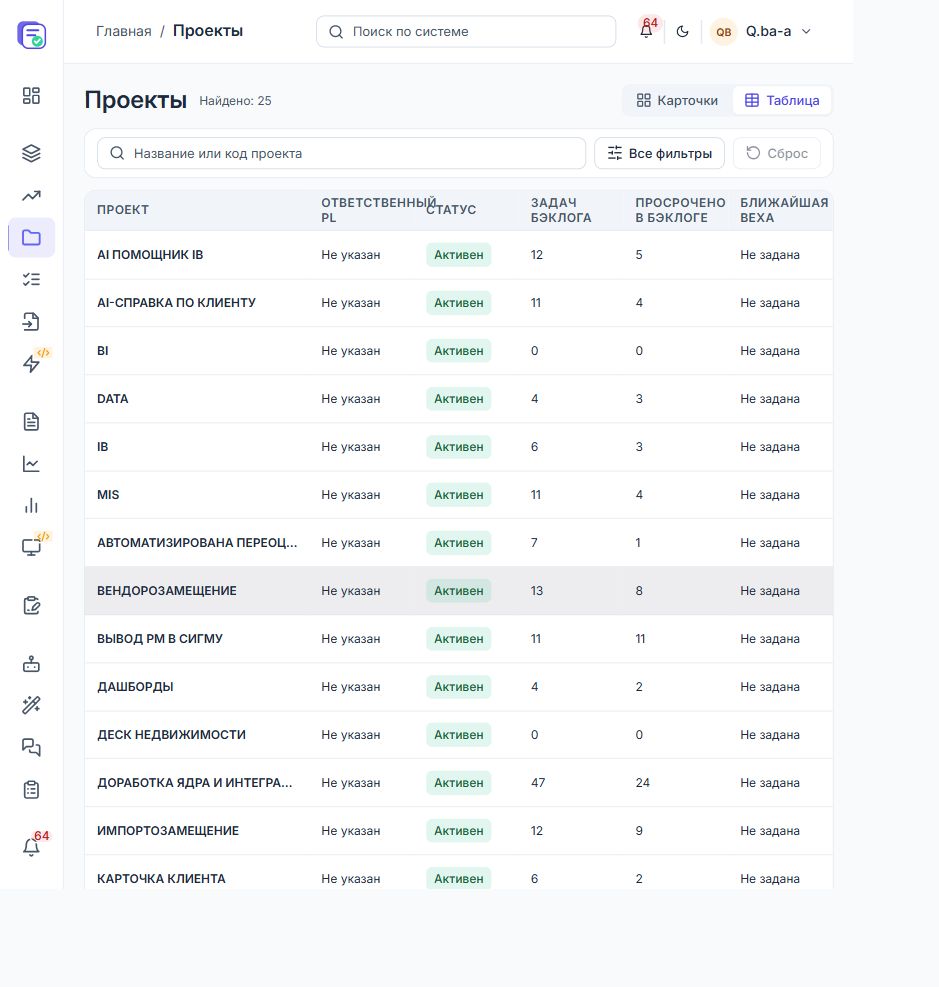 Главная / Проекты
Поиск по системе
64
QB
Q.ba-a
Проекты
Найдено: 25
Карточки
Таблица
Название или код проекта
Все фильтры
Сброс
ПРОЕКТ
ОТВЕТСТВЕННЫЙ PL
СТАТУС
ЗАДАЧ БЭКЛОГА
ПРОСРОЧЕНО В БЭКЛОГЕ
БЛИЖАЙШАЯ ВЕХА
AI ПОМОЩНИК IB Не указан Активен 12 5 Не задана
AI-СПРАВКА ПО КЛИЕНТУ Не указан Активен 11 4 Не задана
BI Не указан Активен 0 0 Не задана
</>
DATA Не указан Активен 4 3 Не задана
IB Не указан Активен 6 3 Не задана
MIS Не указан Активен 11 4 Не задана
</>
АВТОМАТИЗИРОВАНА ПЕРЕОЦ... Не указан Активен 7 1 Не задана
ВЕНДОРОЗАМЕЩЕНИЕ Не указан Активен 13 8 Не задана
ВЫВОД РМ В СИГМУ Не указан Активен 11 11 Не задана
ДАШБОРДЫ Не указан Активен 4 2 Не задана
ДЕСК НЕДВИЖИМОСТИ Не указан Активен 0 0 Не задана
ДОРАБОТКА ЯДРА И ИНТЕГРА... Не указан Активен 47 24 Не задана
ИМПОРТОЗАМЕЩЕНИЕ Не указан Активен 12 9 Не задана
64
КАРТОЧКА КЛИЕНТА Не указан Активен 6 2 Не задана